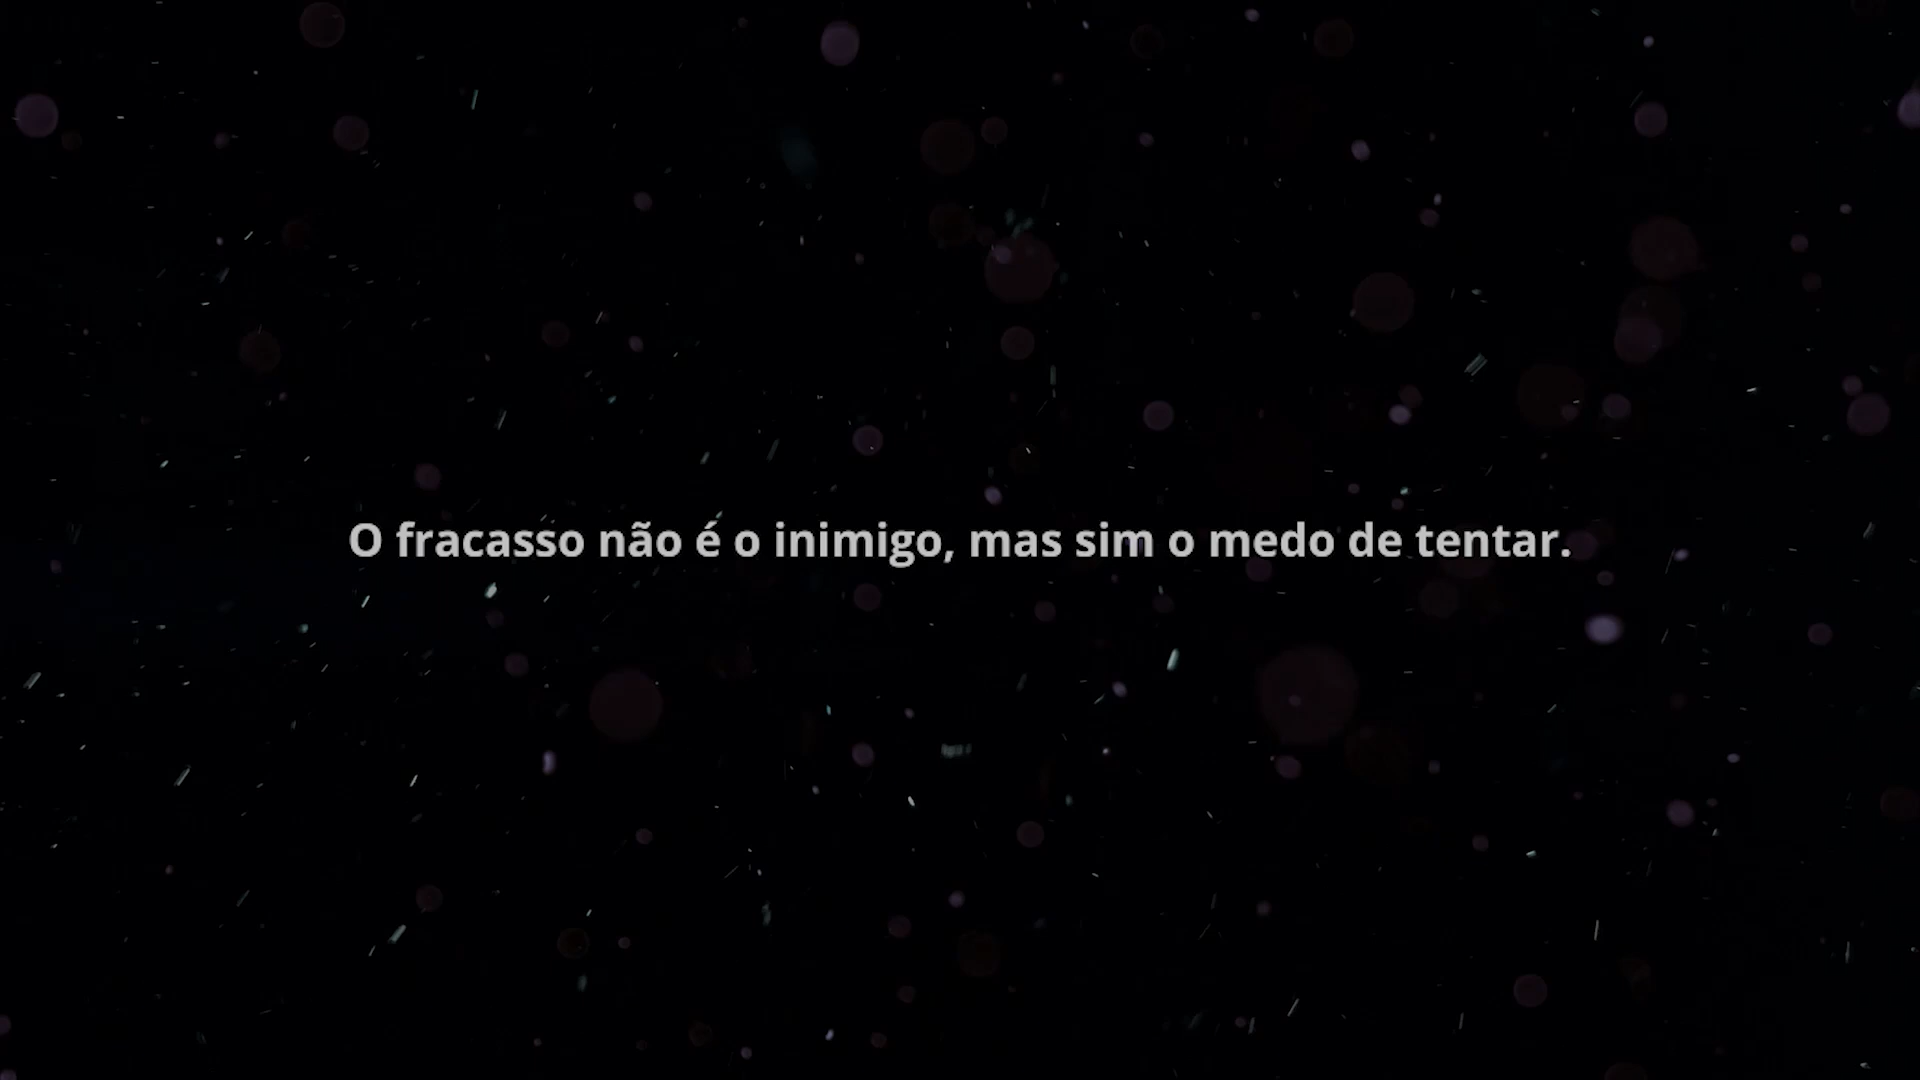 O fracasso não é o inimigo, mas sim o medo de tentar.